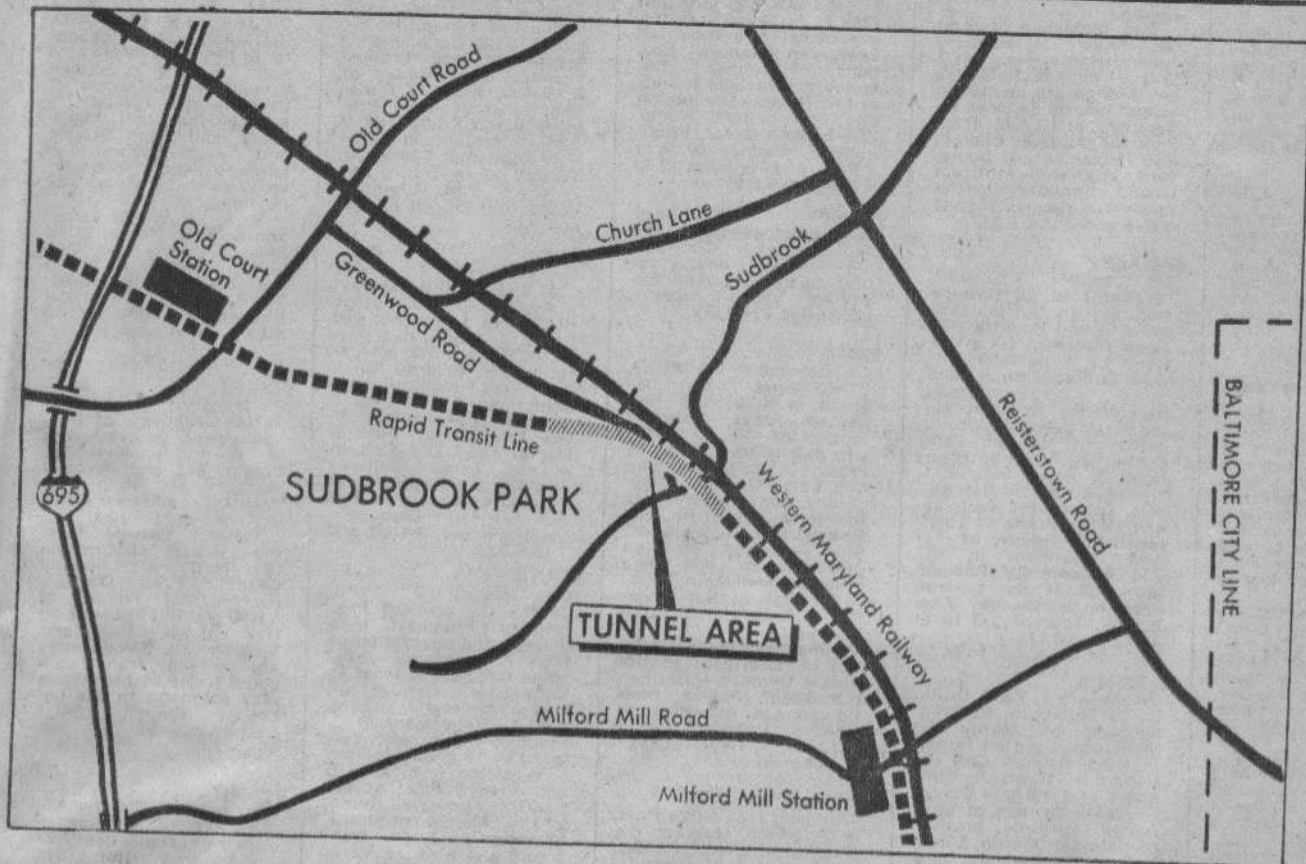 Old Court Road
Old Court
Station
Church Lane
Sudbrook
Greenwood Road
Rapid Transit Line
695
SUDBROOK PARK
Western Maryland Railway
Reisterstown Road
BALTIMORE CITY LINE
TUNNEL AREA
Milford Mill Road
Milford Mill Station